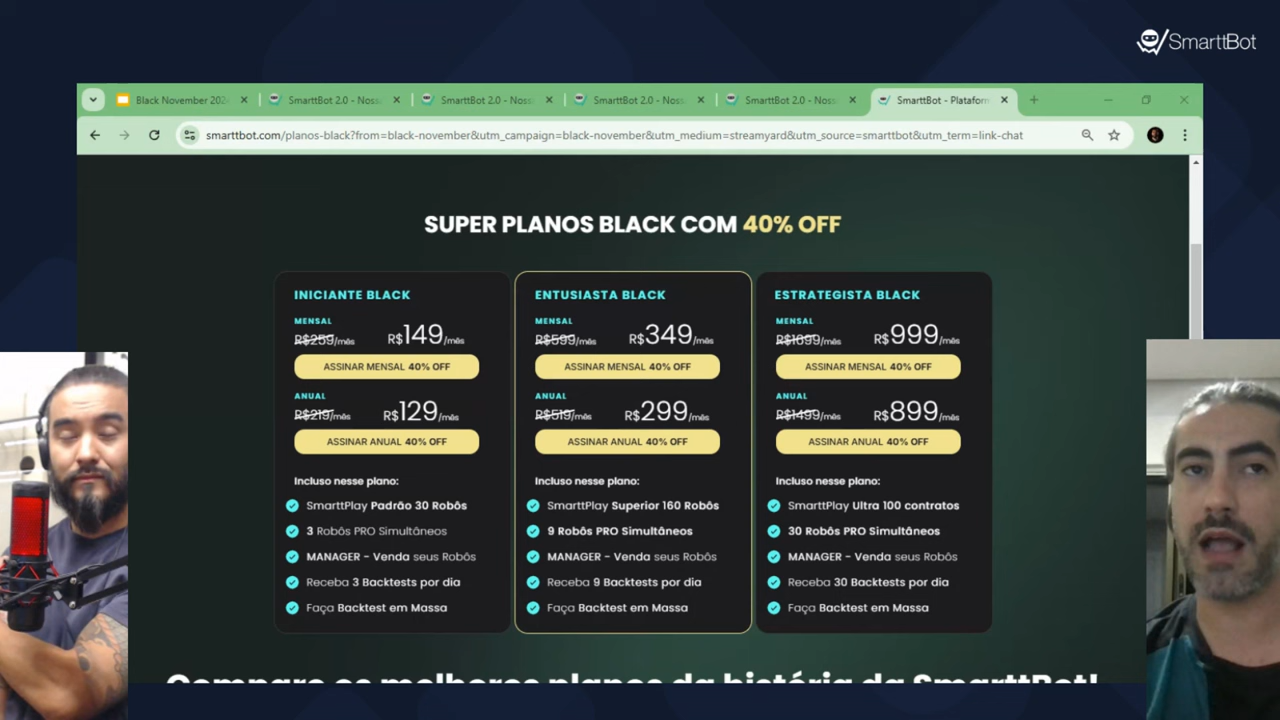 SmarttBot
Black November 202
SmarttBot 2.0 - Noss
SmarttBot 2.0 - Noss
SmarttBot 2.0 - Noss
SmarttBot 2.0 - Noss
SmarttBot - Platafor
smarttbot.com/planos-black?from=black-november&utm_campaign=black-november&utm_medium=streamyard&utm_source=smarttbot&utm_term=link-chat
SUPER PLANOS BLACK COM 40% OFF
INICIANTE BLACK
MENSAL
R$259/mês R$149/mês
ASSINAR MENSAL 40% OFF
ANUAL
R$219/mês R$129/mês
ASSINAR ANUAL 40% OFF
Incluso nesse plano:
SmarttPlay Padrão 30 Robôs
3 Robôs PRO Simultâneos
MANAGER - Venda seus Robôs
Receba 3 Backtests por dia
Faça Backtest em Massa
ENTUSIASTA BLACK
MENSAL
R$599/mês R$349/mês
ASSINAR MENSAL 40% OFF
ANUAL
R$519/mês R$299/mês
ASSINAR ANUAL 40% OFF
Incluso nesse plano:
SmarttPlay Superior 160 Robôs
9 Robôs PRO Simultâneos
MANAGER - Venda seus Robôs
Receba 9 Backtests por dia
Faça Backtest em Massa
ESTRATEGISTA BLACK
MENSAL
R$1699/mês R$999/mês
ASSINAR MENSAL 40% OFF
ANUAL
R$1499/mês R$899/mês
ASSINAR ANUAL 40% OFF
Incluso nesse plano:
SmarttPlay Ultra 100 contratos
30 Robôs PRO Simultâneos
MANAGER - Venda seus Robôs
Receba 30 Backtests por dia
Faça Backtest em Massa
Compare os melhores planos da história da SmarttBot!